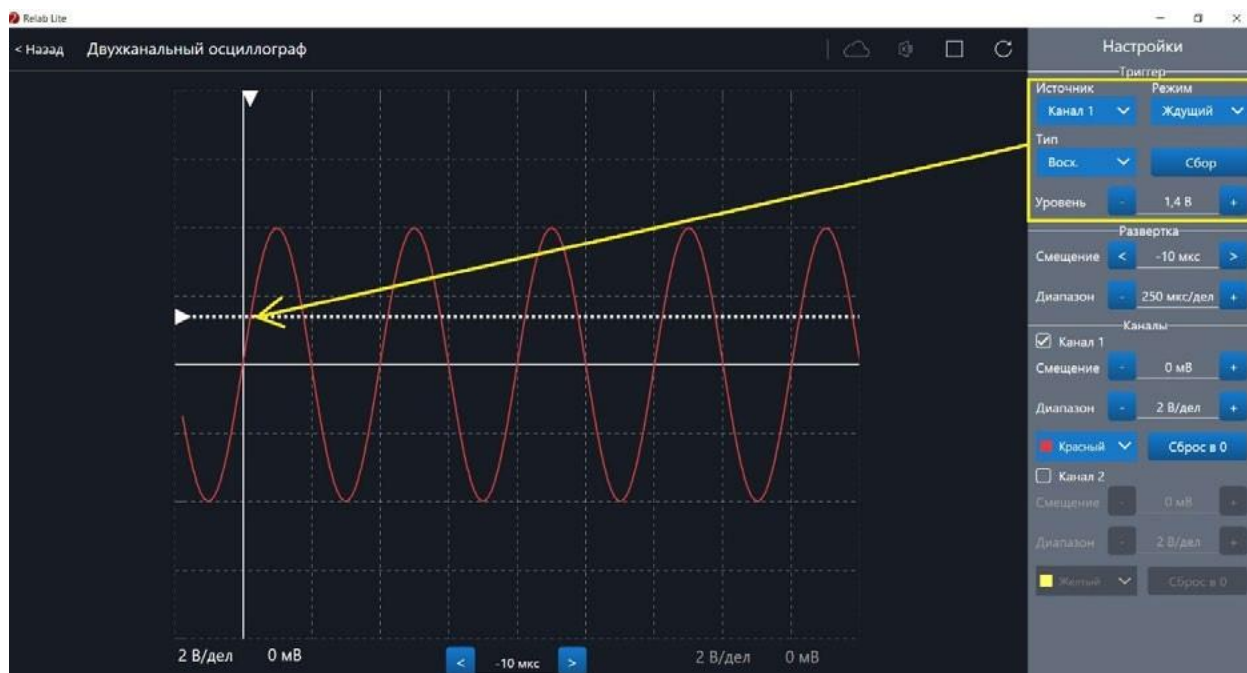 Relab Lite
< Назад Двухканальный осциллограф
Настройки
Триггер
Источник Режим
Канал 1 Ждущий
Тип
Восх. Сбор
Уровень - 1,4 В +
Развертка
Смещение < -10 мкс >
Диапазон - 250 мкс/дел +
Каналы
Канал 1
Смещение - 0 мВ +
Диапазон - 2 В/дел +
Красный Сброс в 0
Канал 2
Смещение - 0 мВ +
Диапазон - 2 В/дел +
Желтый Сброс в 0
2 В/дел 0 мВ < -10 мкс > 2 В/дел 0 мВ